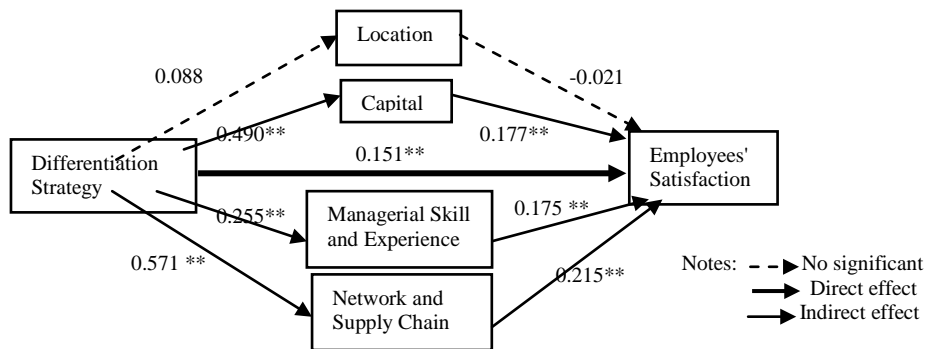 Location
0.088
-0.021
Capital
0.490**
0.177**
0.151**
Differentiation
Strategy
Employees'
Satisfaction
0.255**
Managerial Skill
and Experience
0.175 **
0.571 **
Network and
Supply Chain
0.215**
Notes: No significant
Direct effect
Indirect effect